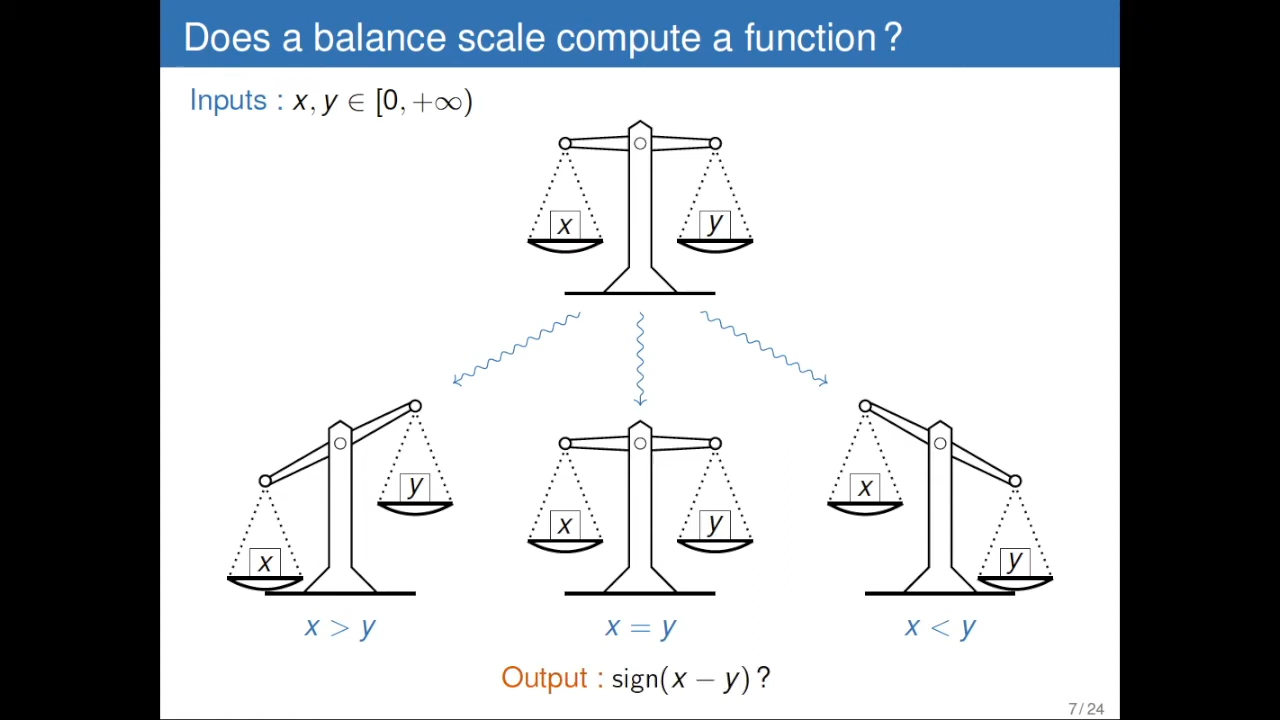 Does a balance scale compute a function ?
Inputs : x, y ∈ [0, +∞)
x y
y
x
x y
x
y
x > y x = y x < y
Output : sign(x − y) ?
7 / 24